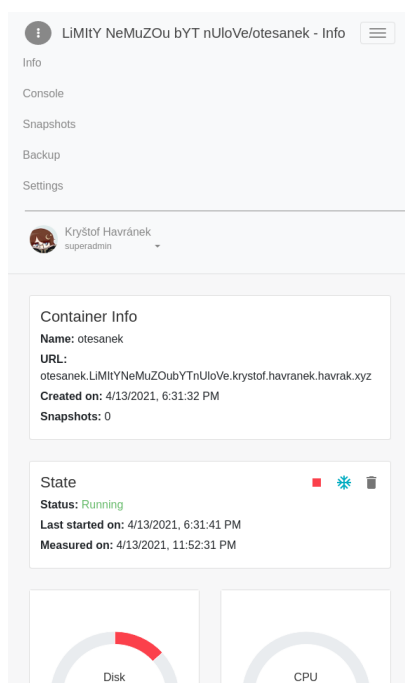 LiMItY NeMuZOu bYT nUloVe/otesanek - Info
Info
Console
Snapshots
Backup
Settings
Kryštof Havránek
superadmin
Container Info
Name: otesanek
URL:
otesanek.LiMItYNeMuZOubYTnUloVe.krystof.havranek.havrak.xyz
Created on: 4/13/2021, 6:31:32 PM
Snapshots: 0
State
Status: Running
Last started on: 4/13/2021, 6:31:41 PM
Measured on: 4/13/2021, 11:52:31 PM
Disk
CPU